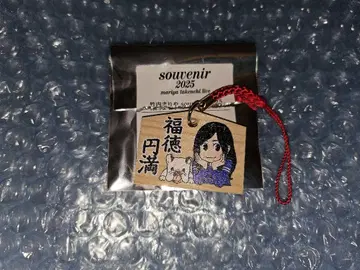 souvenir
2025
mariya takeuchi live
福徳
円満